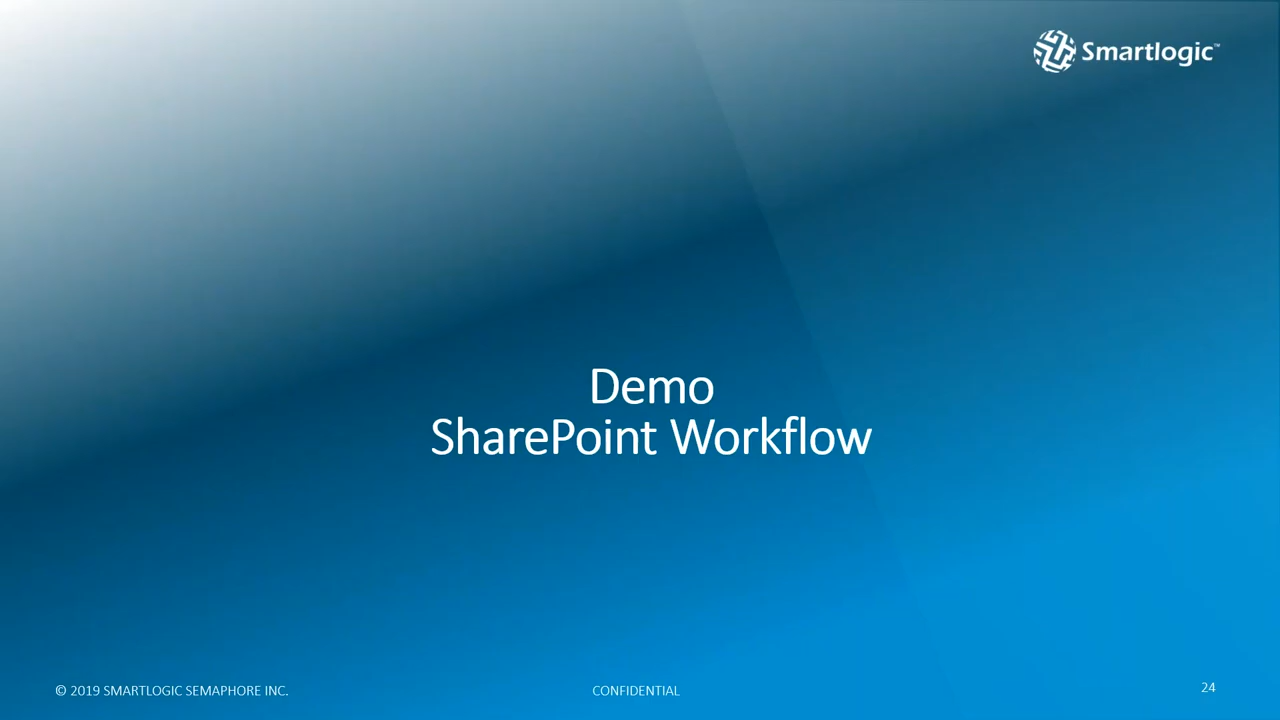 Smartlogic™
Demo
SharePoint Workflow
© 2019 SMARTLOGIC SEMAPHORE INC.
CONFIDENTIAL
24